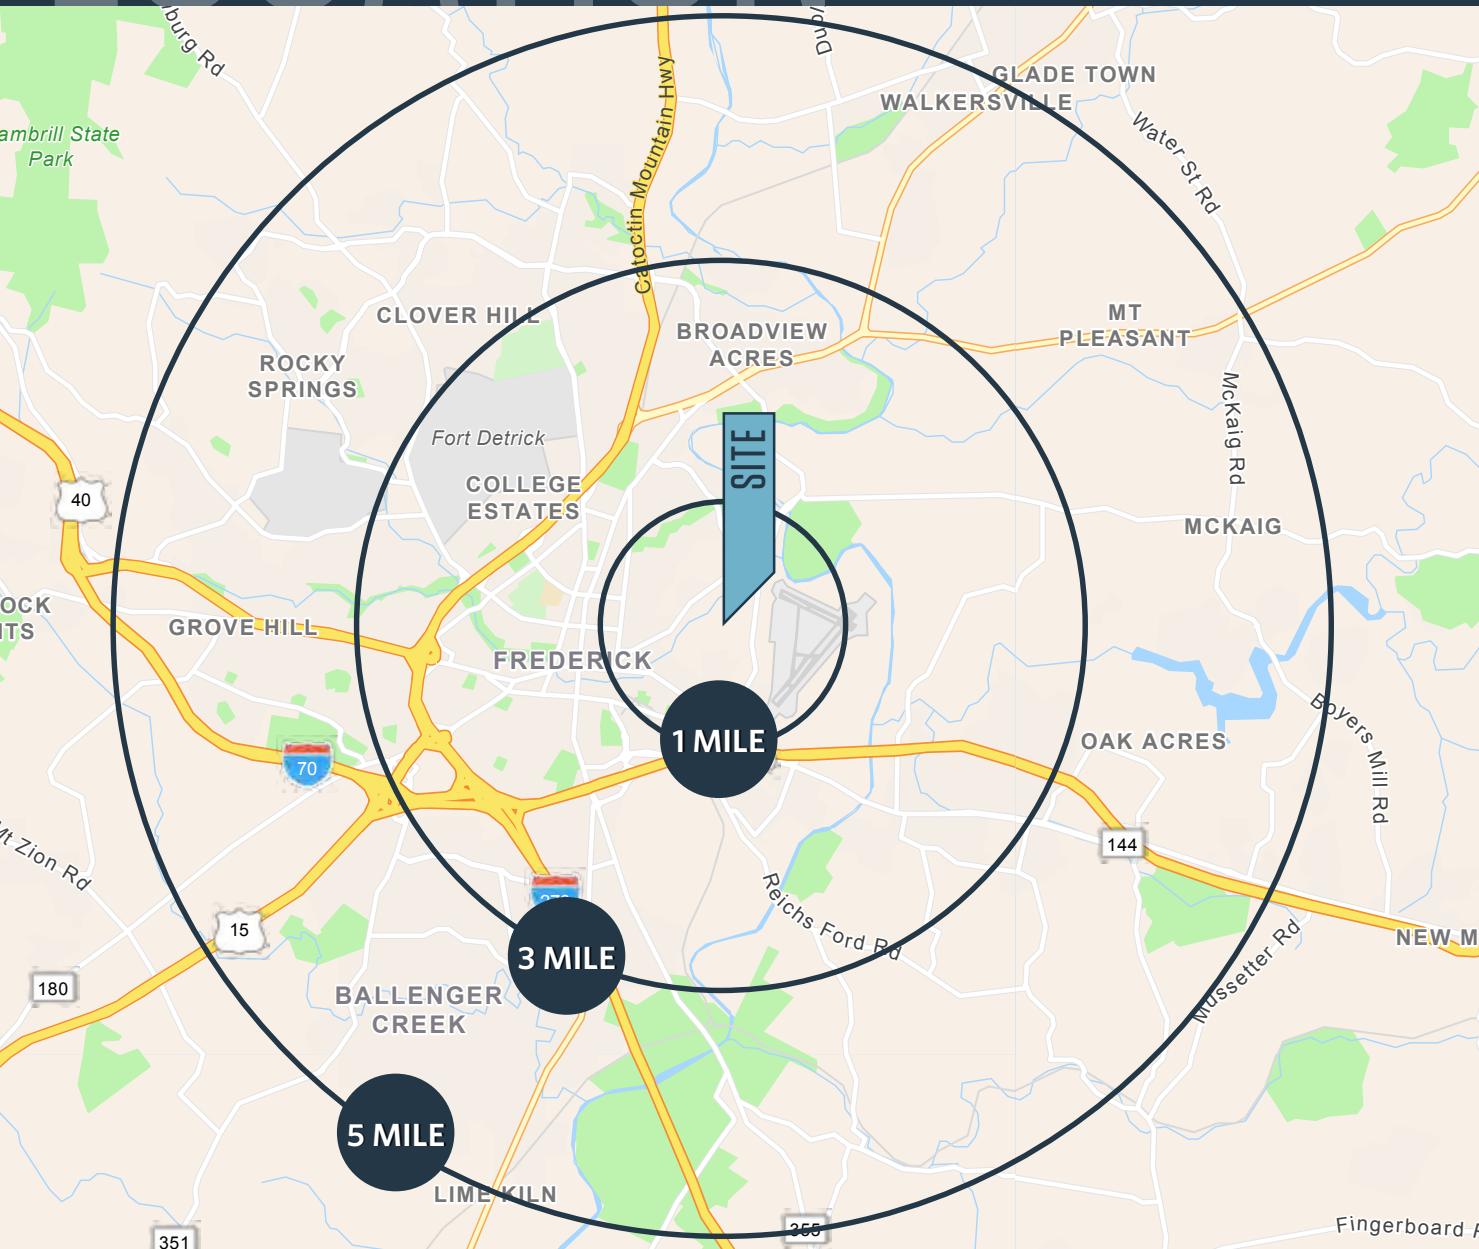 burg Rd
GLADE TOWN
WALKERSVILLE
ambrill State
Park
Water St Rd
Catoctin Mountain Hwy
CLOVER HILL
BROADVIEW
ACRES
MT
PLEASANT
ROCKY
SPRINGS
McKaig Rd
Fort Detrick
SITE
COLLEGE
ESTATES
40
MCKAIG
OCK
TS
GROVE HILL
FREDERICK
Boyers Mill Rd
1 MILE
OAK ACRES
70
144
Mt Zion Rd
Reichs Ford Rd
15
3 MILE
NEW M
180
Mussetter Rd
BALLENGER
CREEK
5 MILE
LIME KILN
355
Fingerboard
351